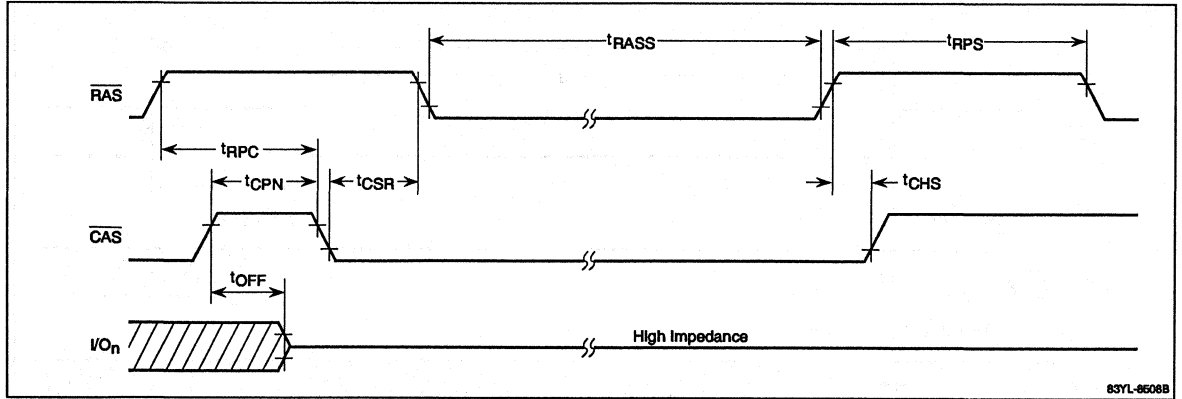 tRASS
tRPS
RAS
tRPC
tCPN
tCSR
tCHS
CAS
tOFF
I/On
High Impedance
83YL-8508B